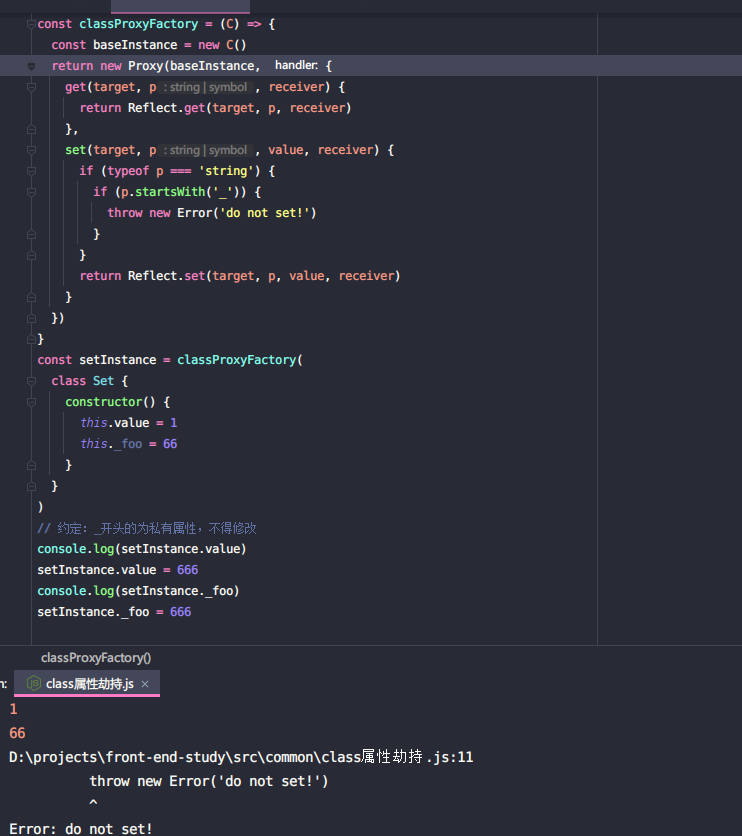 const classProxyFactory = (C) => {
const baseInstance = new C()
return new Proxy(baseInstance, handler: {
get(target, p : string | symbol , receiver) {
return Reflect.get(target, p, receiver)
},
set(target, p : string | symbol , value, receiver) {
if (typeof p === 'string') {
if (p.startsWith('_')) {
throw new Error('do not set!')
}
}
return Reflect.set(target, p, value, receiver)
}
})
}
const setInstance = classProxyFactory(
class Set {
constructor() {
this.value = 1
this._foo = 66
}
}
)
// 约定: _开头的为私有属性，不得修改
console.log(setInstance.value)
setInstance.value = 666
console.log(setInstance._foo)
setInstance._foo = 666
classProxyFactory()
n: class属性劫持.js ×
1
66
D:\projects\front-end-study\src\common\class属性劫持.js:11
throw new Error('do not set!')
^
Error: do not set!